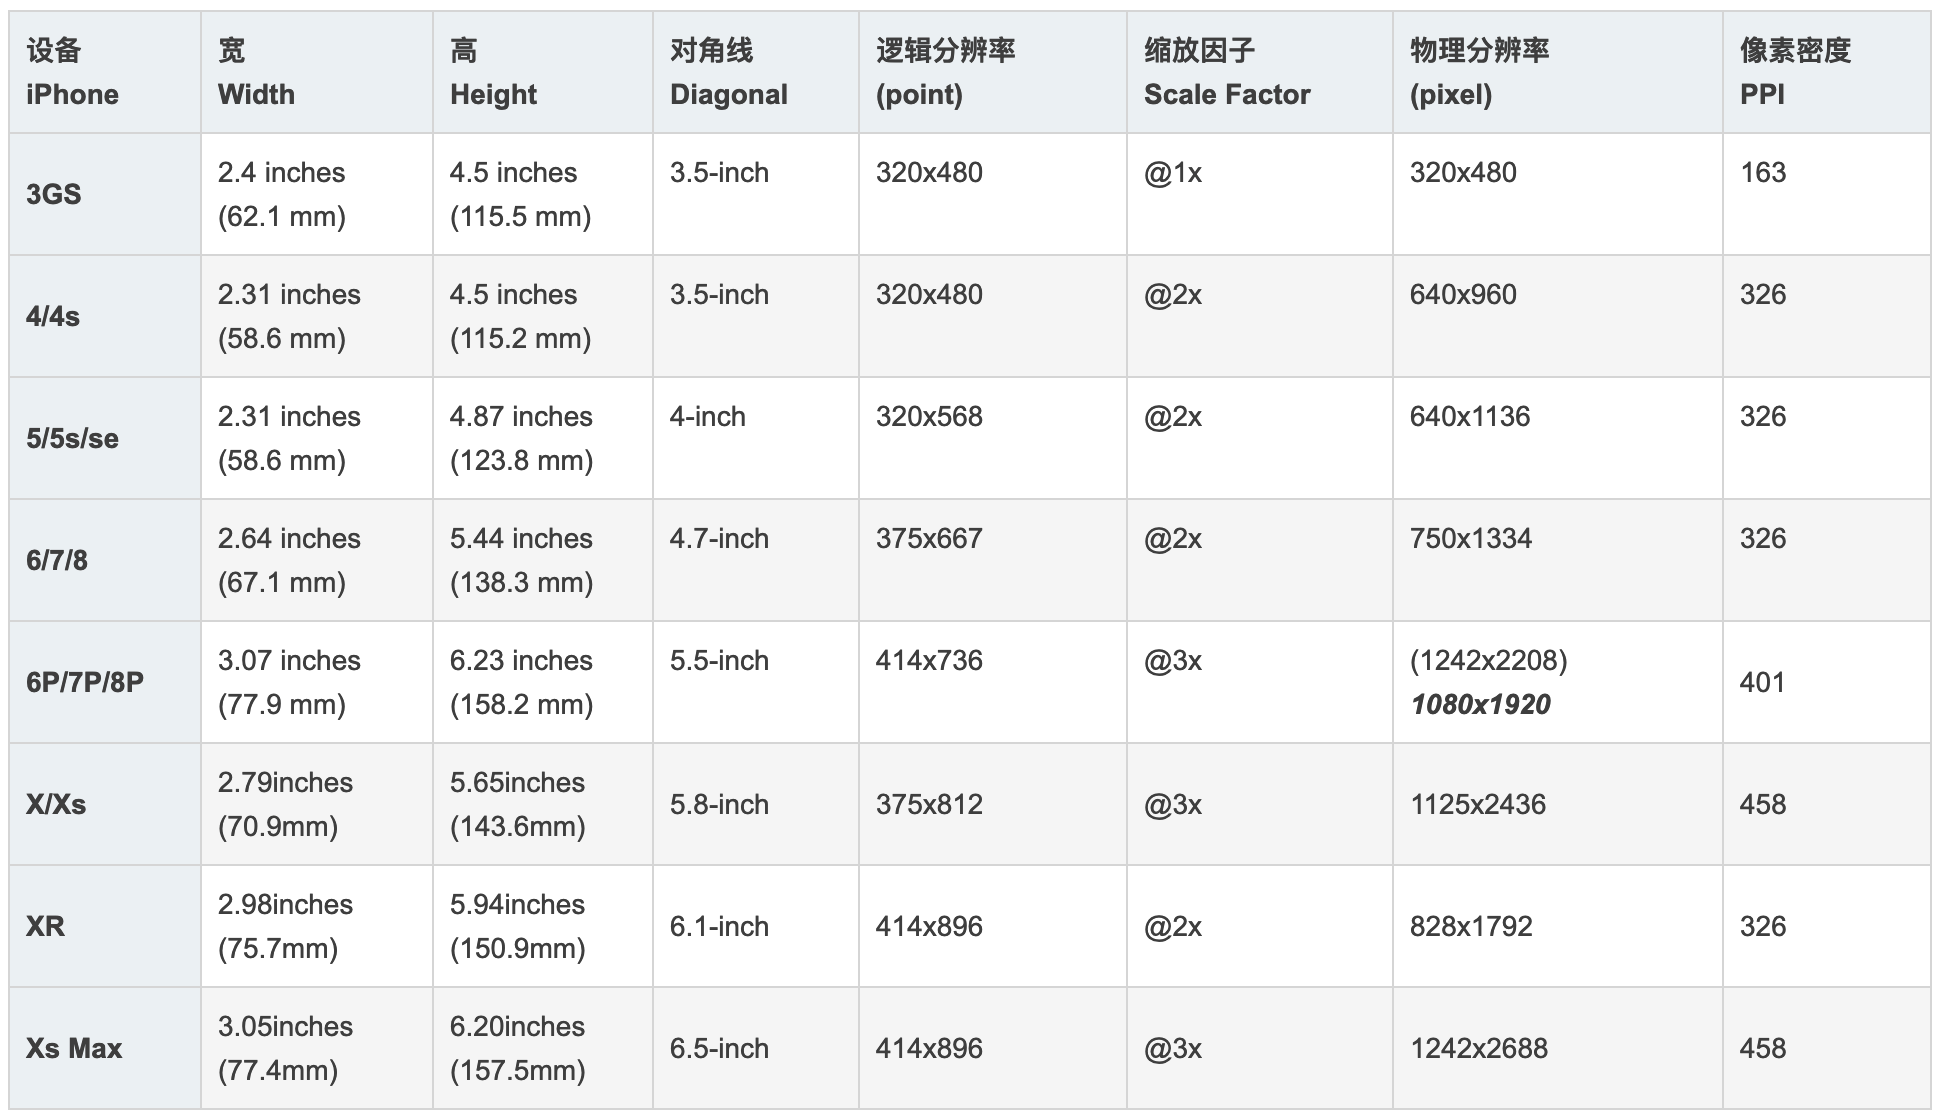 设备 宽 高 对角线 逻辑分辨率 缩放因子 物理分辨率 像素密度
iPhone Width Height Diagonal (point) Scale Factor (pixel) PPI
3GS
2.4 inches 4.5 inches 3.5-inch 320x480 @1x 320x480 163
(62.1 mm) (115.5 mm)
4/4s
2.31 inches 4.5 inches 3.5-inch 320x480 @2x 640x960 326
(58.6 mm) (115.2 mm)
5/5s/se
2.31 inches 4.87 inches 4-inch 320x568 @2x 640x1136 326
(58.6 mm) (123.8 mm)
6/7/8
2.64 inches 5.44 inches 4.7-inch 375x667 @2x 750x1334 326
(67.1 mm) (138.3 mm)
6P/7P/8P
3.07 inches 6.23 inches 5.5-inch 414x736 @3x (1242x2208) 401
(77.9 mm) (158.2 mm) 1080x1920
X/Xs
2.79inches 5.65inches 5.8-inch 375x812 @3x 1125x2436 458
(70.9mm) (143.6mm)
XR
2.98inches 5.94inches 6.1-inch 414x896 @2x 828x1792 326
(75.7mm) (150.9mm)
Xs Max
3.05inches 6.20inches 6.5-inch 414x896 @3x 1242x2688 458
(77.4mm) (157.5mm)